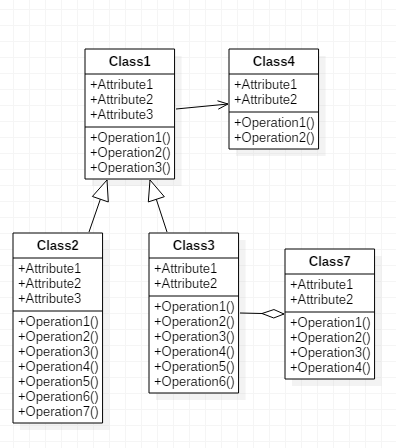 Class1
+Attribute1
+Attribute2
+Attribute3
+Operation1()
+Operation2()
+Operation3()
Class4
+Attribute1
+Attribute2
+Operation1()
+Operation2()
Class2
+Attribute1
+Attribute2
+Attribute3
+Operation1()
+Operation2()
+Operation3()
+Operation4()
+Operation5()
+Operation6()
+Operation7()
Class3
+Attribute1
+Attribute2
+Operation1()
+Operation2()
+Operation3()
+Operation4()
+Operation5()
+Operation6()
Class7
+Attribute1
+Attribute2
+Operation1()
+Operation2()
+Operation3()
+Operation4()